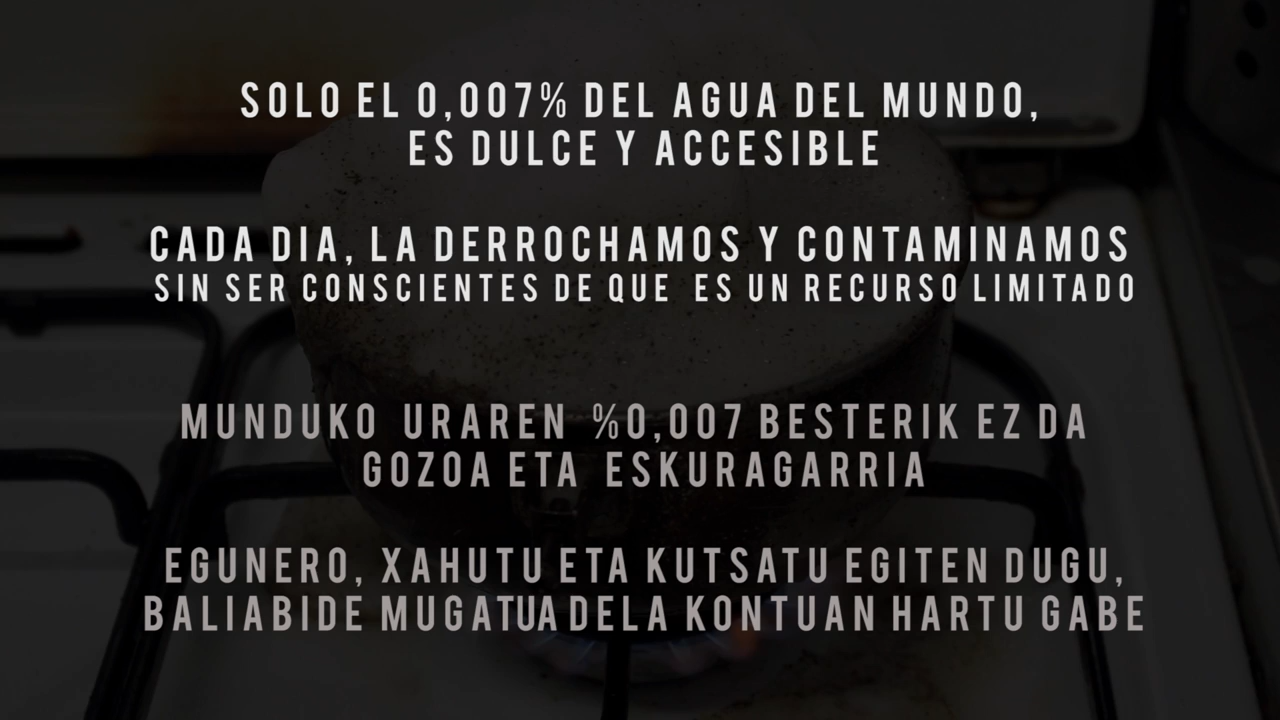 SOLO EL 0,007% DEL AGUA DEL MUNDO,
ES DULCE Y ACCESIBLE
CADA DIA, LA DERROCHAMOS Y CONTAMINAMOS
SIN SER CONSCIENTES DE QUE ES UN RECURSO LIMITADO
MUNDUKO URAREN %0,007 BESTERIK EZ DA
GOZOA ETA ESKURAGARRIA
EGUNERO, XAHUTU ETA KUTSATU EGITEN DUGU,
BALIABIDE MUGATUA DELA KONTUAN HARTU GABE